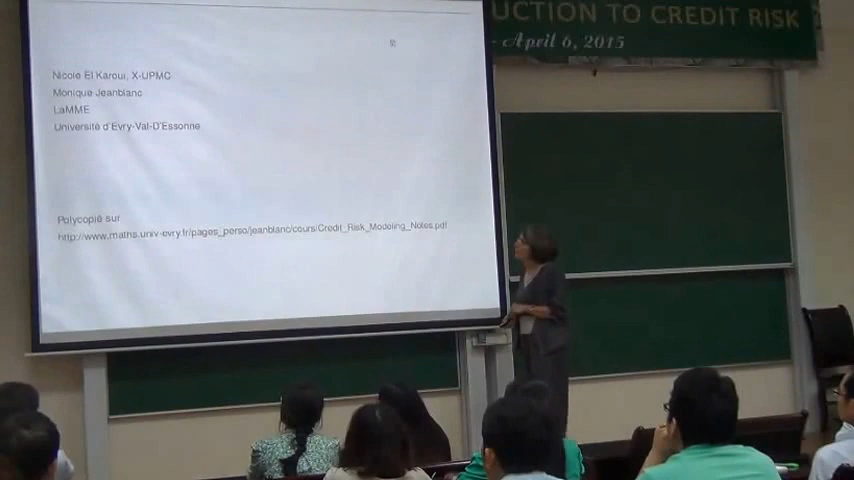 UCTION TO CREDIT RISK
- April 6, 2015
Nicole El Karoui, X-UPMC
Monique Jeanblanc
LaMME
Université d'Evry-Val-D'Essonne
Polycopié sur
http://www.maths.univ-evry.fr/pages_perso/jeanblanc/cours/Credit_Risk_Modeling_Notes.pdf